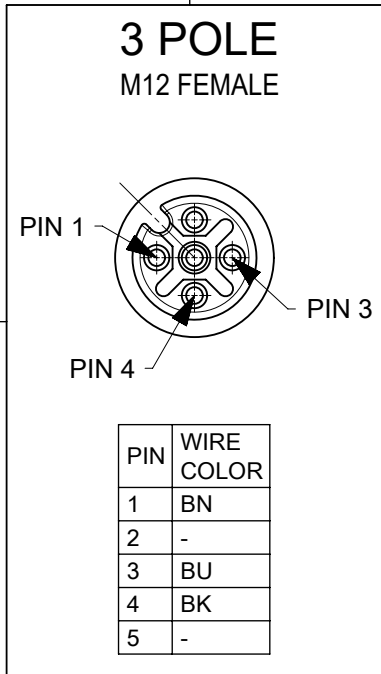 3 POLE
M12 FEMALE
PIN 1
PIN 3
PIN 4
PIN WIRE COLOR
1 BN
2 -
3 BU
4 BK
5 -